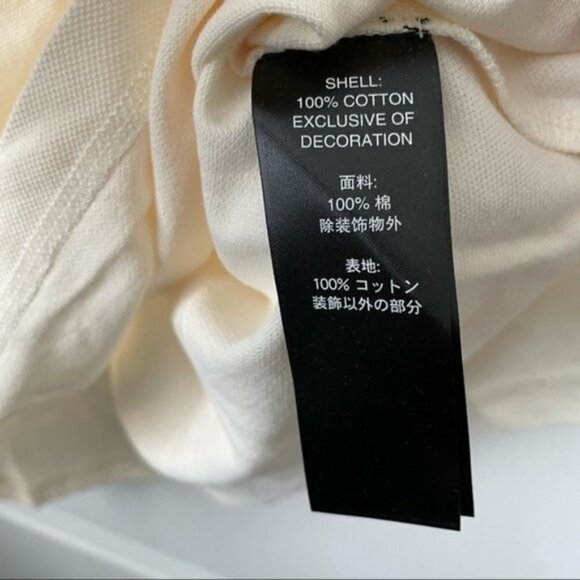 SHELL:
100% COTTON
EXCLUSIVE OF
DECORATION
面料:
100% 棉
除装饰物外
表地:
100% コットン
装飾以外の部分